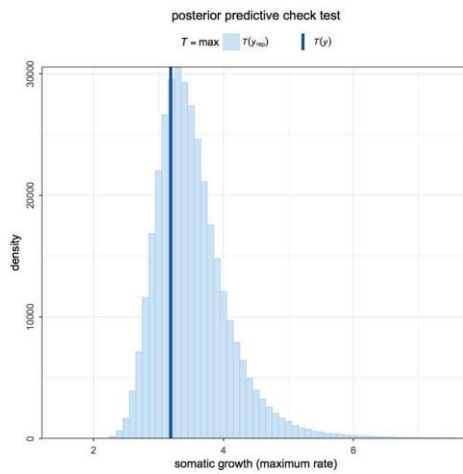 posterior predictive check test
T = max T(yrep) T(y)
30000
20000
10000
0
density
2 4 6
somatic growth (maximum rate)